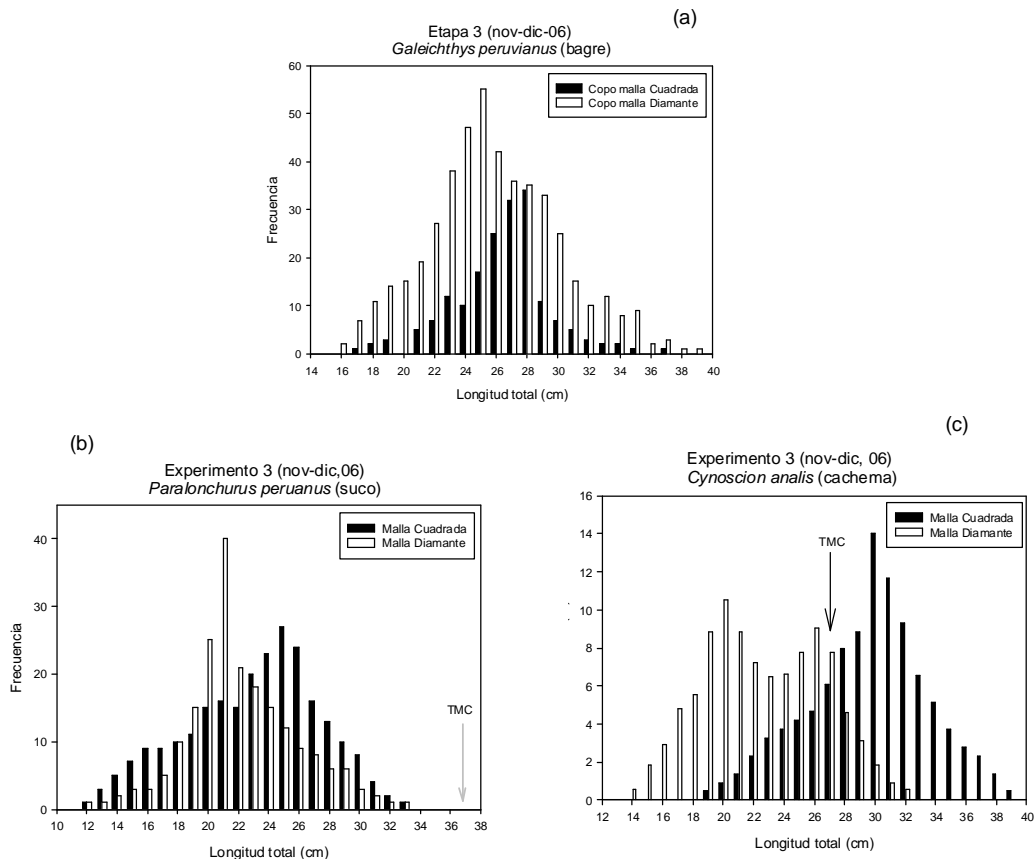 (a)
Etapa 3 (nov-dic-06)
Galeichthys peruvianus (bagre)
Copo malla Cuadrada
Copo malla Diamante
Frecuencia
60
50
40
30
20
10
0
14 16 18 20 22 24 26 28 30 32 34 36 38 40
Longitud total (cm)
(b)
Experimento 3 (nov-dic,06)
Paralonchurus peruanus (suco)
Malla Cuadrada
Malla Diamante
Frecuencia
40
30
20
10
0
TMC
10 12 14 16 18 20 22 24 26 28 30 32 34 36 38
Longitud total (cm)
(c)
Experimento 3 (nov-dic, 06)
Cynoscion analis (cachema)
Malla Cuadrada
Malla Diamante
TMC
16
14
12
10
8
6
4
2
0
12 14 16 18 20 22 24 26 28 30 32 34 36 38 40
Longitud total (cm)